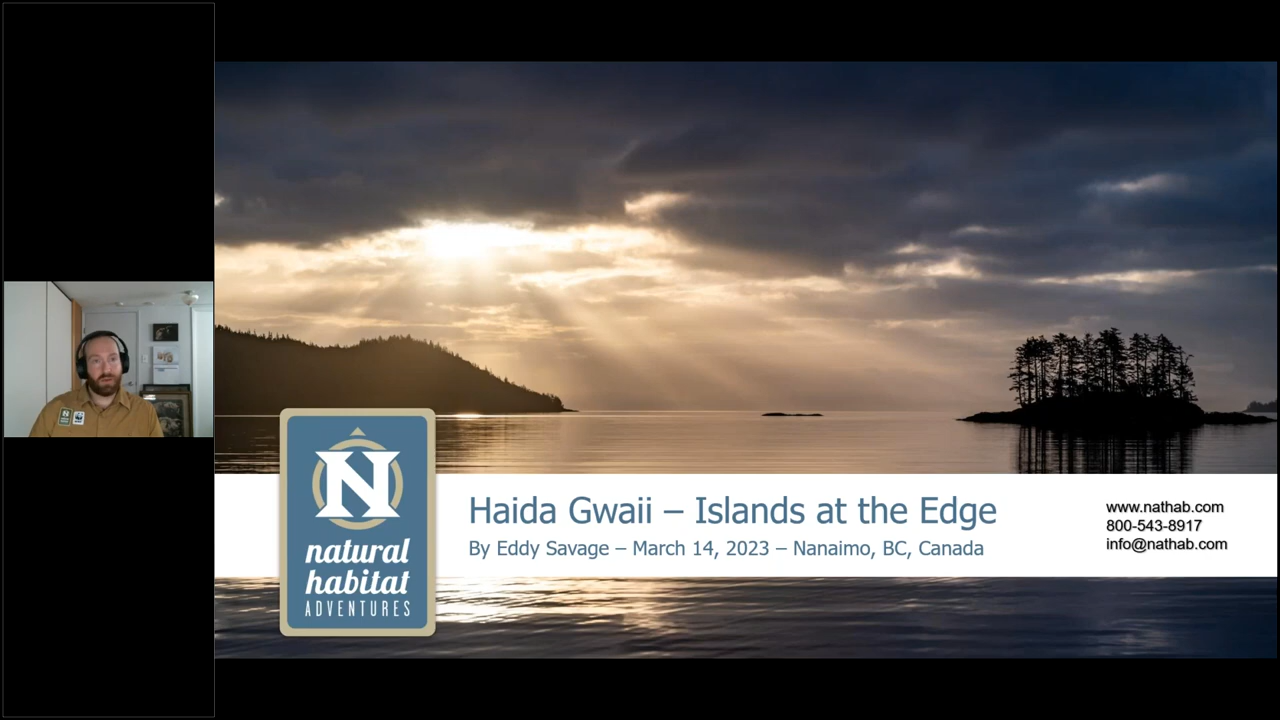 Haida Gwaii – Islands at the Edge
By Eddy Savage – March 14, 2023 – Nanaimo, BC, Canada
www.nathab.com
800-543-8917
info@nathab.com
N
natural
habitat
ADVENTURES